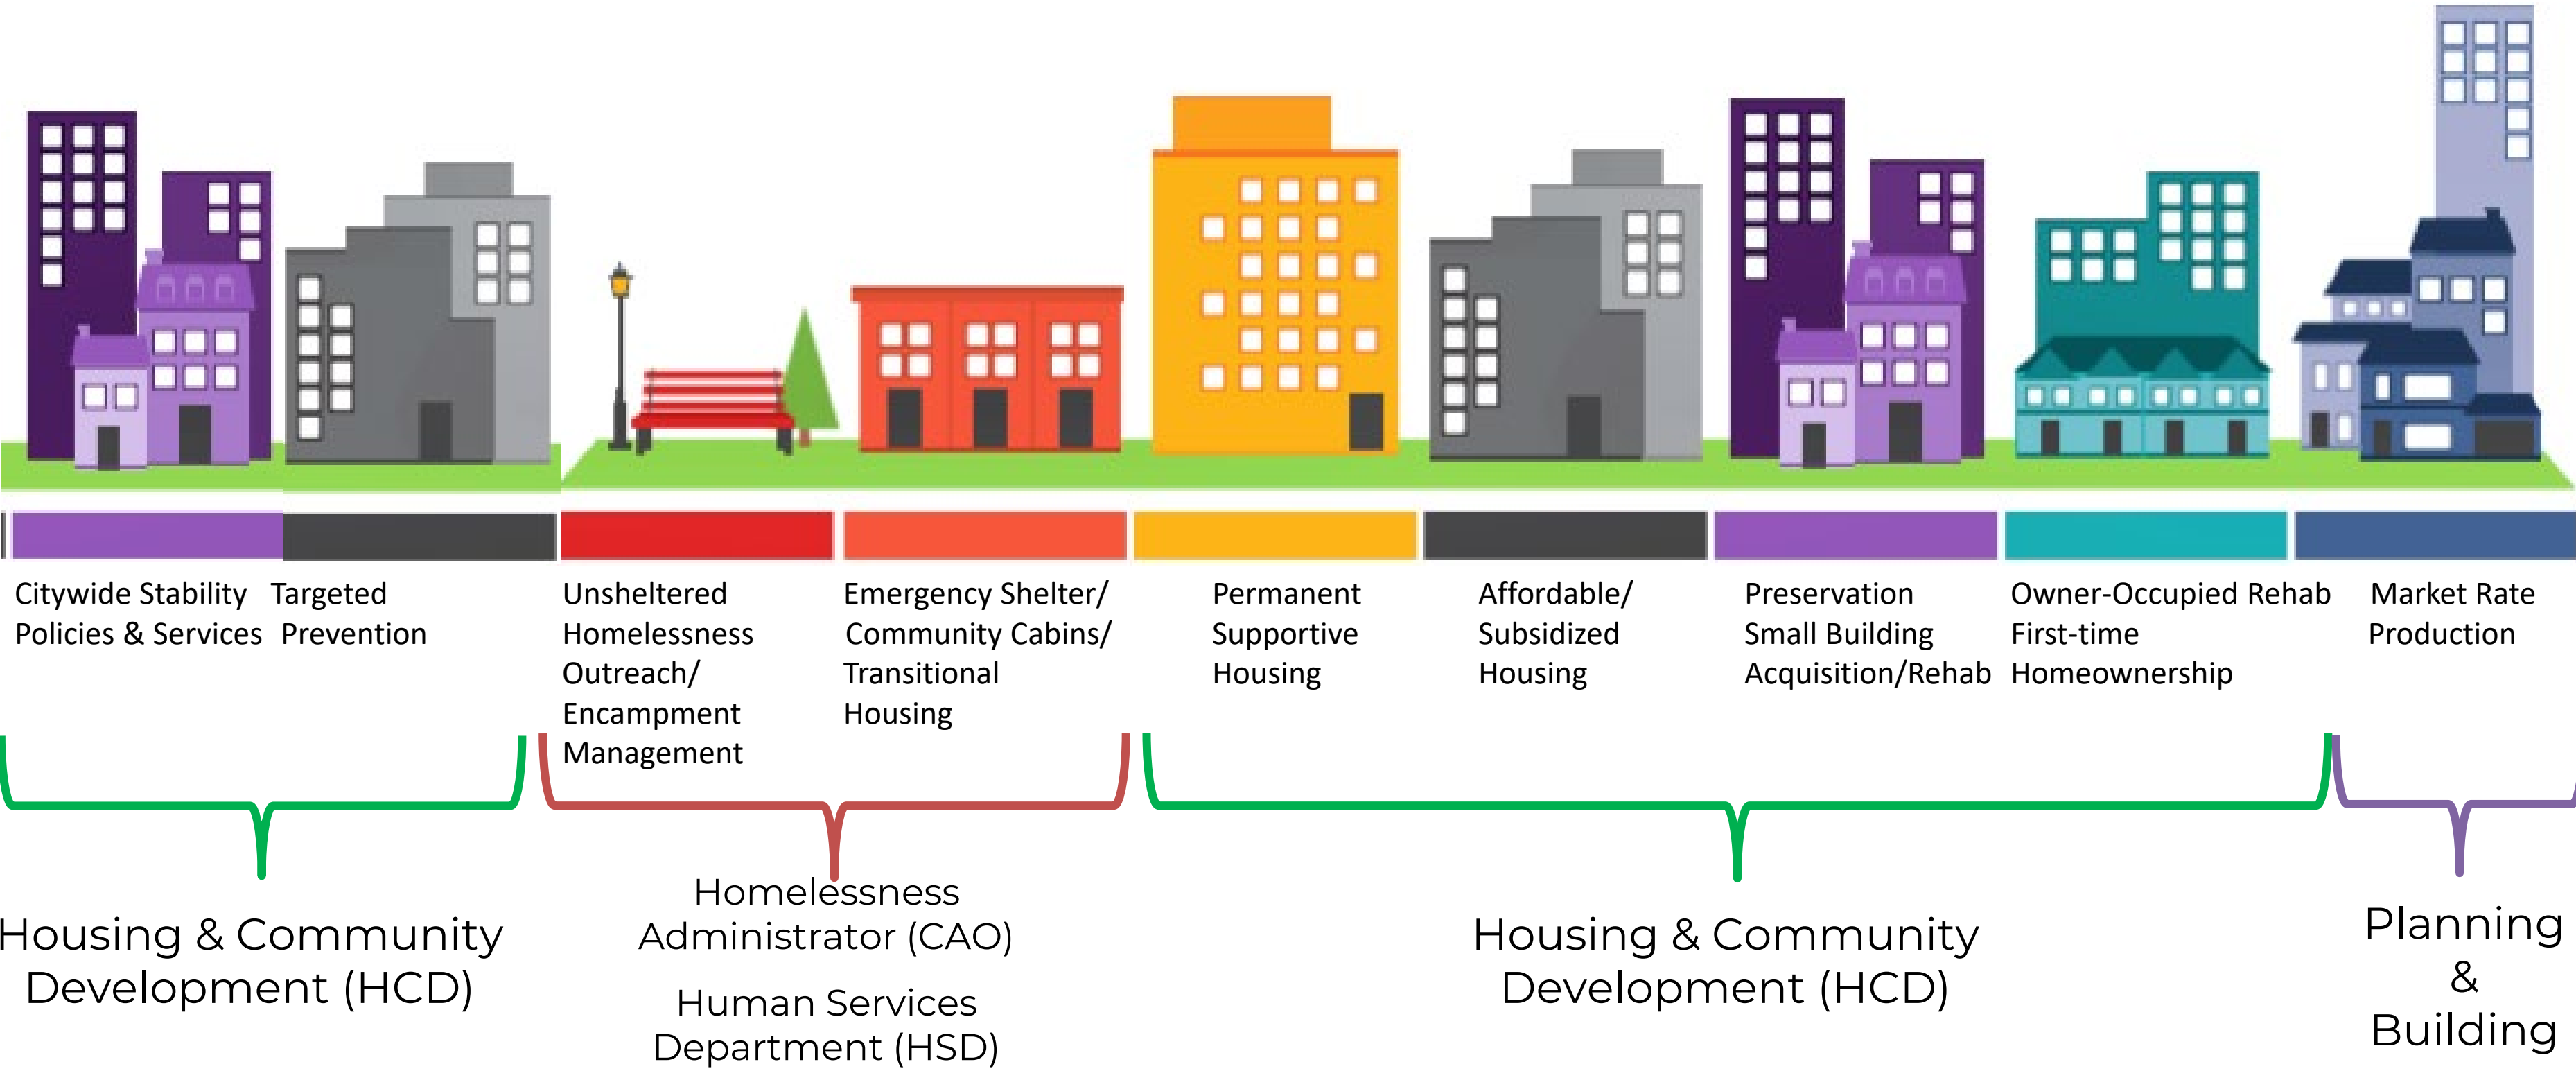 Citywide Stability
Policies & Services
Targeted
Prevention
Unsheltered
Homelessness
Outreach/
Encampment
Management
Emergency Shelter/
Community Cabins/
Transitional
Housing
Permanent
Supportive
Housing
Affordable/
Subsidized
Housing
Preservation
Small Building
Acquisition/Rehab
Owner-Occupied Rehab
First-time
Homeownership
Market Rate
Production
Housing & Community
Development (HCD)
Homelessness
Administrator (CAO)
Human Services
Department (HSD)
Housing & Community
Development (HCD)
Planning
&
Building